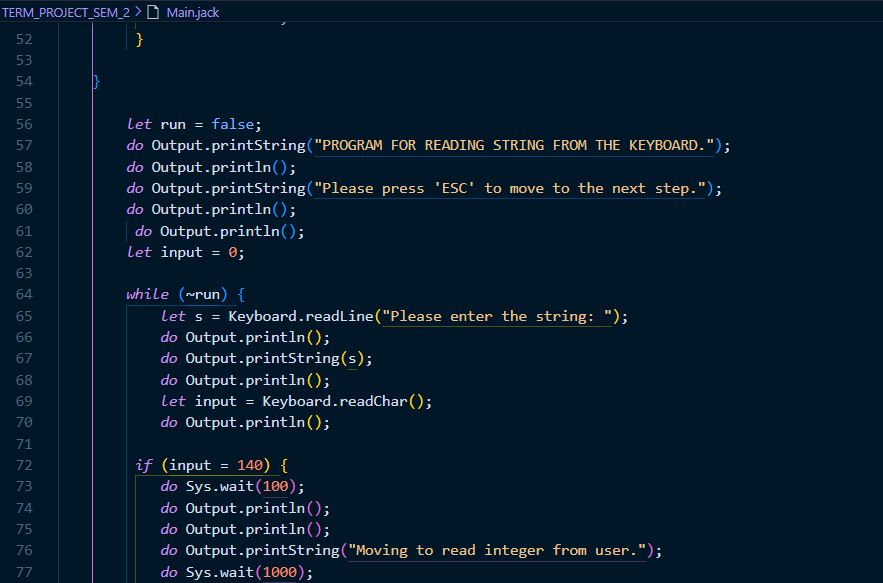 TERM_PROJECT_SEM_2 > Main.jack
52 }
53
54 }
55
56 let run = false;
57 do Output.printString("PROGRAM FOR READING STRING FROM THE KEYBOARD.");
58 do Output.println();
59 do Output.printString("Please press 'ESC' to move to the next step.");
60 do Output.println();
61 do Output.println();
62 let input = 0;
63
64 while (~run) {
65 let s = Keyboard.readLine("Please enter the string: ");
66 do Output.println();
67 do Output.printString(s);
68 do Output.println();
69 let input = Keyboard.readChar();
70 do Output.println();
71
72 if (input = 140) {
73 do Sys.wait(100);
74 do Output.println();
75 do Output.println();
76 do Output.printString("Moving to read integer from user.");
77 do Sys.wait(1000);